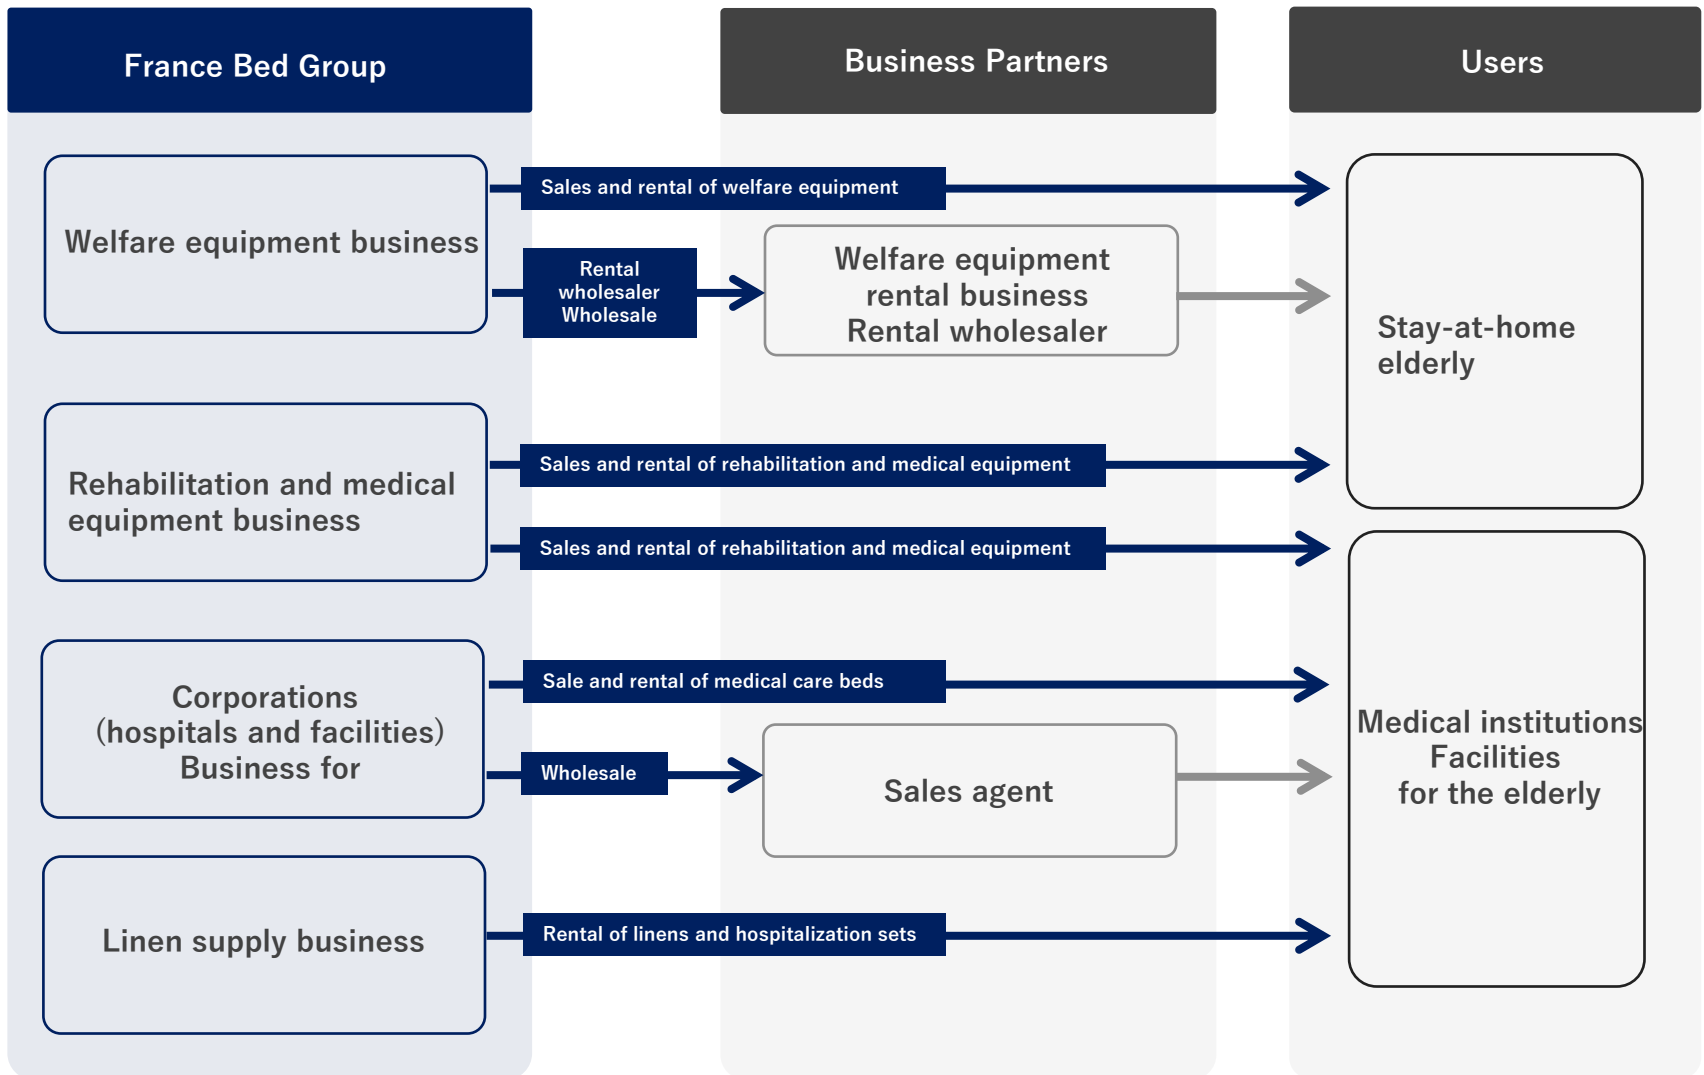 France Bed Group
Business Partners
Users
Welfare equipment business
Sales and rental of welfare equipment
Rental
wholesaler
Wholesale
Welfare equipment
rental business
Rental wholesaler
Stay-at-home
elderly
Rehabilitation and medical
equipment business
Sales and rental of rehabilitation and medical equipment
Sales and rental of rehabilitation and medical equipment
Corporations
(hospitals and facilities)
Business for
Sale and rental of medical care beds
Wholesale
Sales agent
Medical institutions
Facilities
for the elderly
Linen supply business
Rental of linens and hospitalization sets